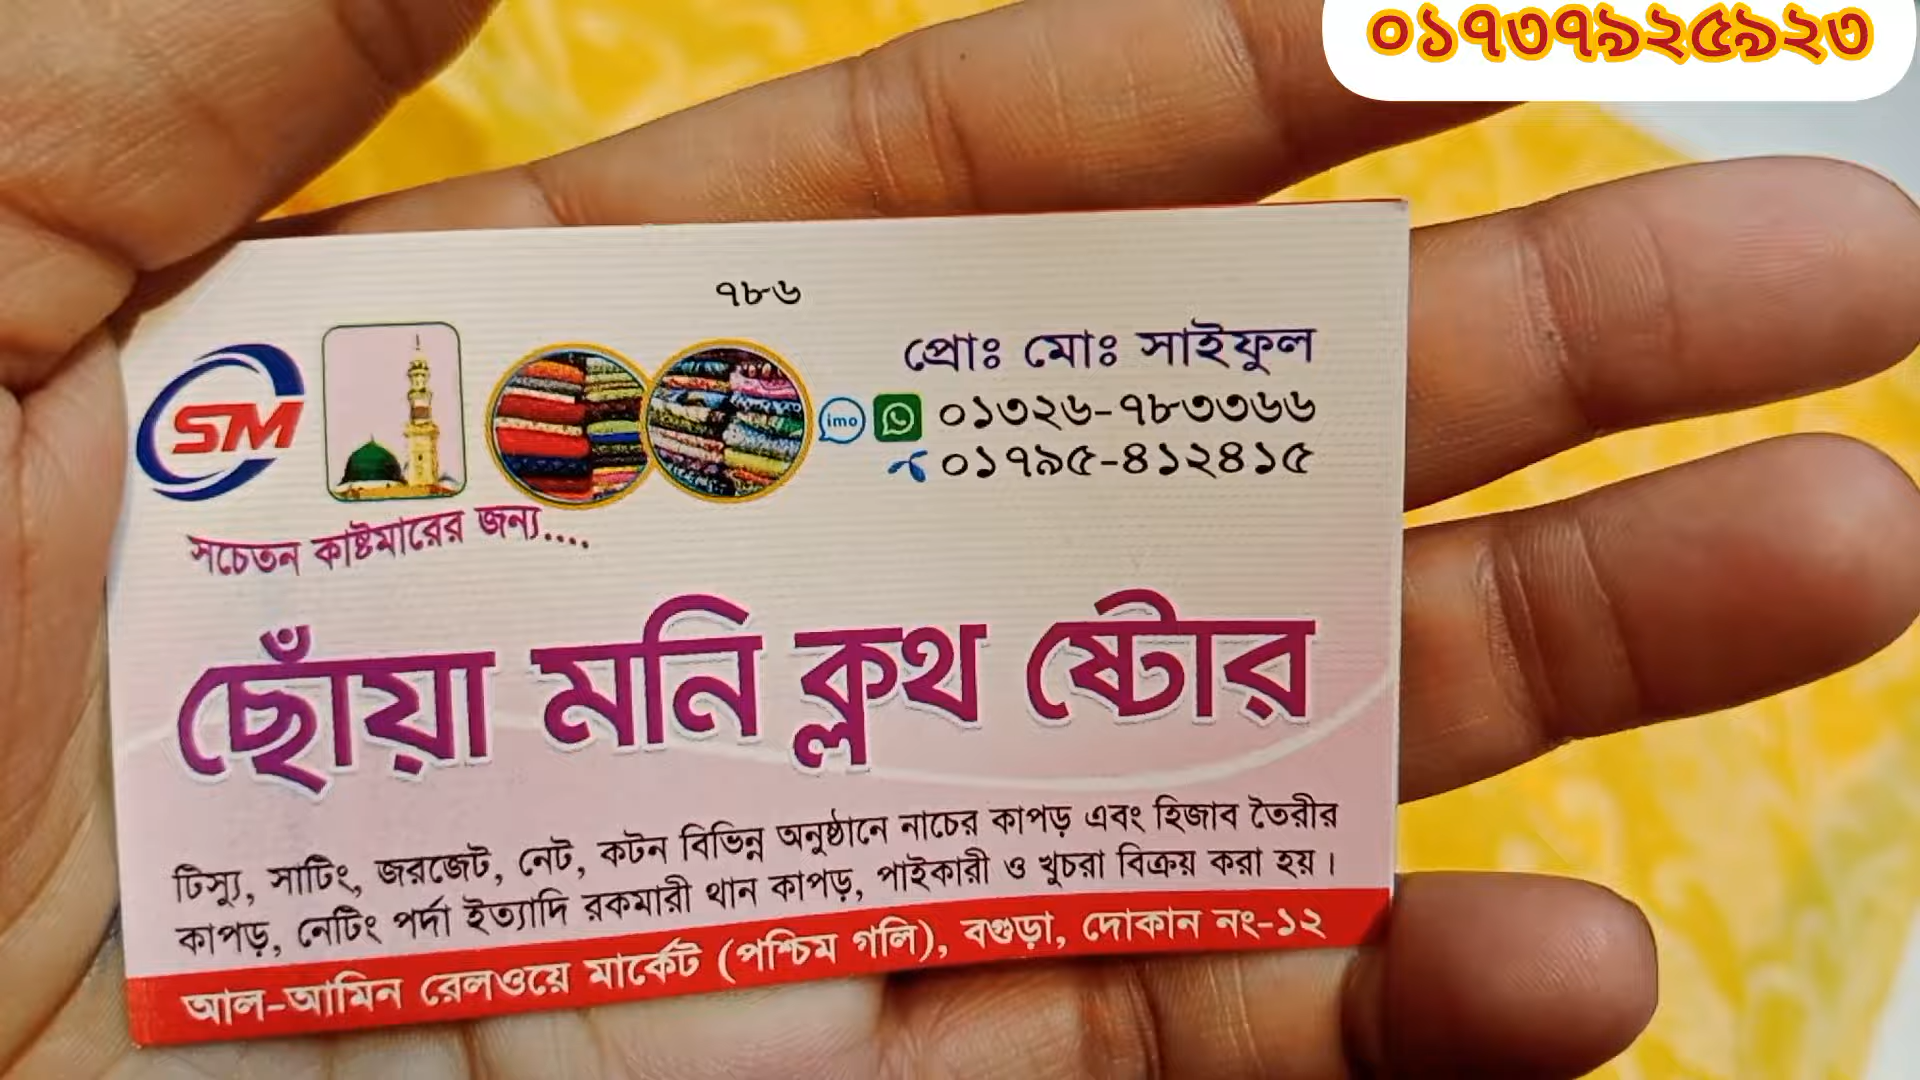 ০১৭৩৭৯২৫৯২৩
৭৮৬
SM
প্রোঃ মোঃ সাইফুল
imo ০১৩২৬-৭৮৩৩৬৬
০১৭৯৫-৪১২৪১৫
সচেতন কাষ্টমারের জন্য....
ছোঁয়া মনি ক্লথ ষ্টোর
টিস্যু, সাটিং, জরজেট, নেট, কটন বিভিন্ন অনুষ্ঠানে নাচের কাপড় এবং হিজাব তৈরীর
কাপড়, নেটিং পর্দা ইত্যাদি রকমারী থান কাপড়, পাইকারী ও খুচরা বিক্রয় করা হয়।
আল-আমিন রেলওয়ে মার্কেট (পশ্চিম গলি), বগুড়া, দোকান নং-১২